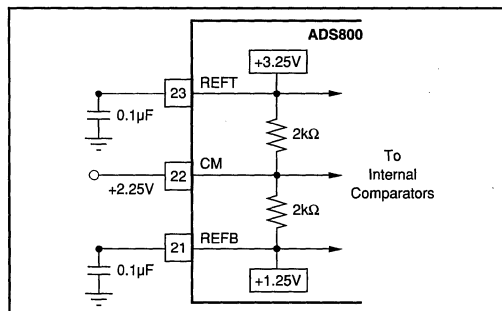 ADS800
+3.25V
23
REFT
0.1µF
2kΩ
22
CM
+2.25V
To
Internal
Comparators
2kΩ
21
REFB
0.1µF
+1.25V